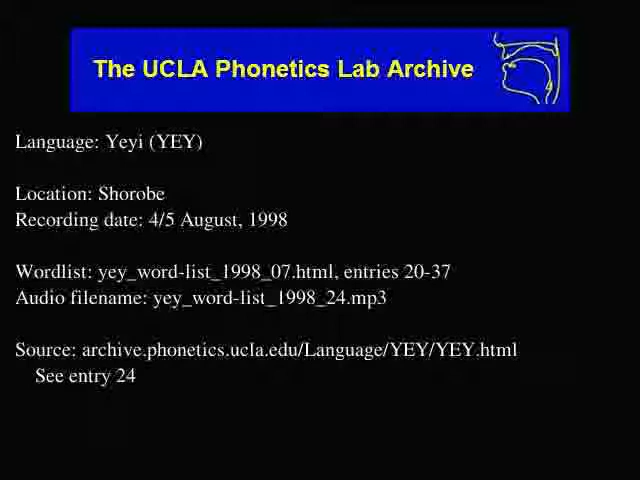 The UCLA Phonetics Lab Archive
Language: Yeyi (YEY)
Location: Shorobe
Recording date: 4/5 August, 1998
Wordlist: yey_word-list_1998_07.html, entries 20-37
Audio filename: yey_word-list_1998_24.mp3
Source: archive.phonetics.ucla.edu/Language/YEY/YEY.html
See entry 24